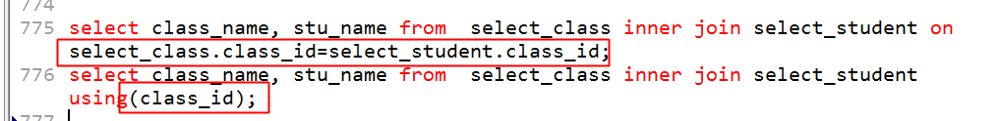 774
775 select class_name, stu_name from  select_class inner join select_student on
select_class.class_id=select_student.class_id;
776 select class_name, stu_name from  select_class inner join select_student
using(class_id);
777